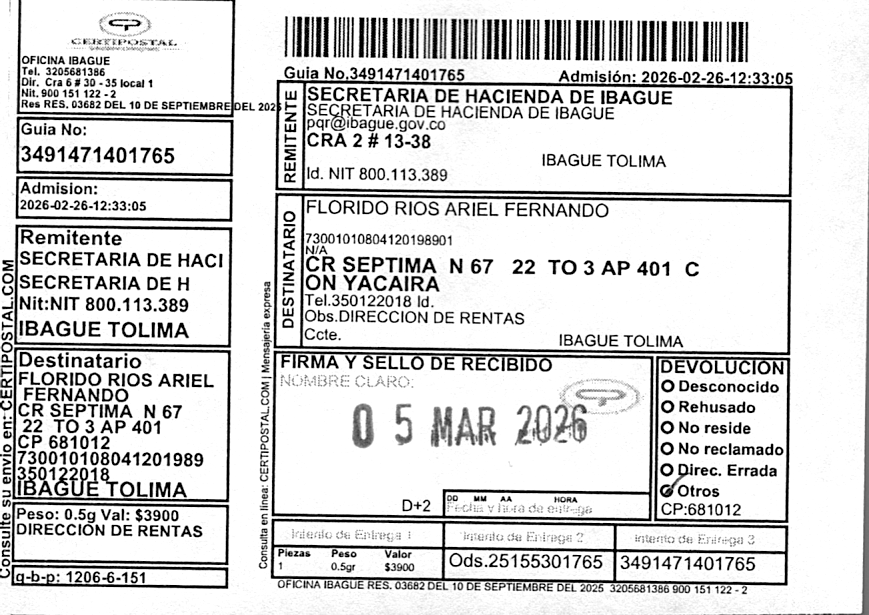 CERTIPOSTAL
OFICINA IBAGUE
Tel. 3205681386
Dir. Cra 6 # 30 - 35 local 1
Nit. 900 151 122 - 2
Res RES. 03682 DEL 10 DE SEPTIEMBRE DEL 2025
Guia No:
3491471401765
Admision:
2026-02-26-12:33:05
Remitente
SECRETARIA DE HACI
SECRETARIA DE H
Nit:NIT 800.113.389
IBAGUE TOLIMA
Destinatario
FLORIDO RIOS ARIEL
FERNANDO
CR SEPTIMA N 67
22 TO 3 AP 401
CP 681012
730010108041201989
350122018
IBAGUE TOLIMA
Peso: 0.5g Val: $3900
DIRECCION DE RENTAS
g-b-p: 1206-6-151
Consulte su envio en: CERTIPOSTAL.COM
Guia No.3491471401765
Admisión: 2026-02-26-12:33:05
REMITENTE
SECRETARIA DE HACIENDA DE IBAGUE
SECRETARIA DE HACIENDA DE IBAGUE
pqr@ibague.gov.co
CRA 2 # 13-38
IBAGUE TOLIMA
Id. NIT 800.113.389
DESTINATARIO
FLORIDO RIOS ARIEL FERNANDO
73001010804120198901
N/A
CR SEPTIMA N 67 22 TO 3 AP 401 C
ON YACAIRA
Tel.350122018 Id.
Obs.DIRECCION DE RENTAS
Ccte.
IBAGUE TOLIMA
Consulta en linea: CERTIPOSTAL.COM | Mensajería expresa
FIRMA Y SELLO DE RECIBIDO
NOMBRE CLARO:
05 MAR 2026
D+2
DD MM AA HORA
Fecha y hora de entrega
DEVOLUCION
Desconocido
Rehusado
No reside
No reclamado
Direc. Errada
Otros
CP:681012
Intento de Entrega 1
Intento de Entrega 2
Intento de Entrega 3
Piezas Peso Valor
1 0.5gr $3900
Ods.25155301765
3491471401765
OFICINA IBAGUE RES. 03682 DEL 10 DE SEPTIEMBRE DEL 2025 3205681386 900 151 122 - 2